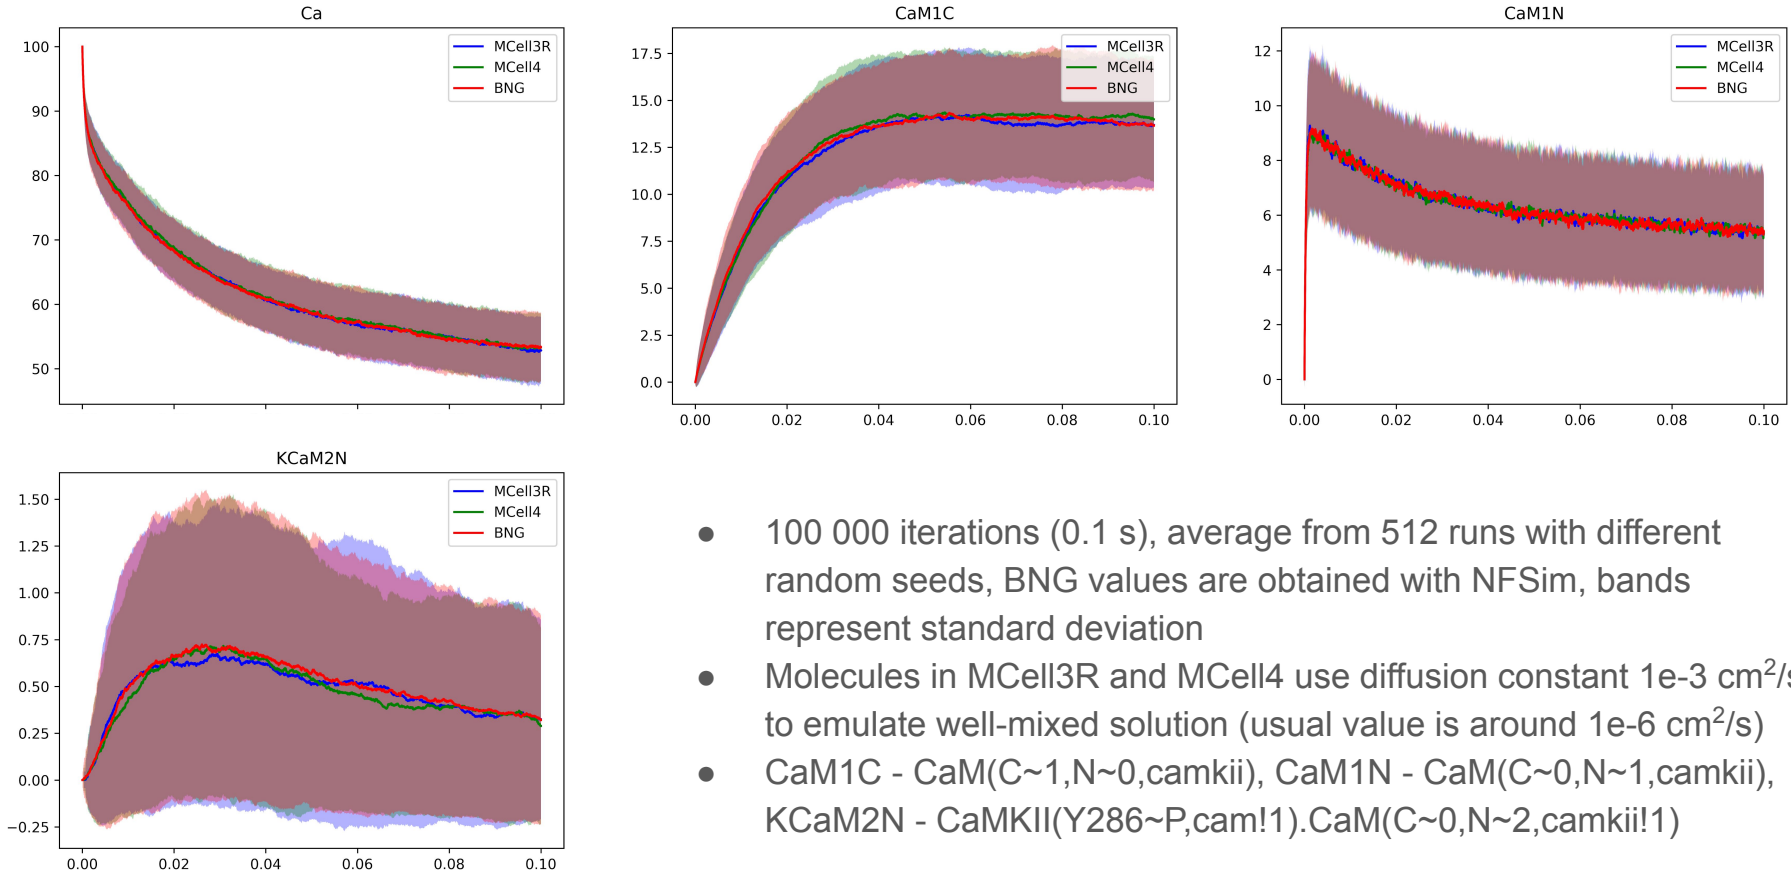 Ca
100
90
80
70
60
50
MCell3R
MCell4
BNG
CaM1C
17.5
15.0
12.5
10.0
7.5
5.0
2.5
0.0
0.00 0.02 0.04 0.06 0.08 0.10
MCell3R
MCell4
BNG
CaM1N
12
10
8
6
4
2
0
0.00 0.02 0.04 0.06 0.08 0.10
MCell3R
MCell4
BNG
KCaM2N
1.50
1.25
1.00
0.75
0.50
0.25
0.00
−0.25
0.00 0.02 0.04 0.06 0.08 0.10
MCell3R
MCell4
BNG
● 100 000 iterations (0.1 s), average from 512 runs with different
random seeds, BNG values are obtained with NFSim, bands
represent standard deviation
● Molecules in MCell3R and MCell4 use diffusion constant 1e-3 cm²/s
to emulate well-mixed solution (usual value is around 1e-6 cm²/s)
● CaM1C - CaM(C~1,N~0,camkii), CaM1N - CaM(C~0,N~1,camkii),
KCaM2N - CaMKII(Y286~P,cam!1).CaM(C~0,N~2,camkii!1)